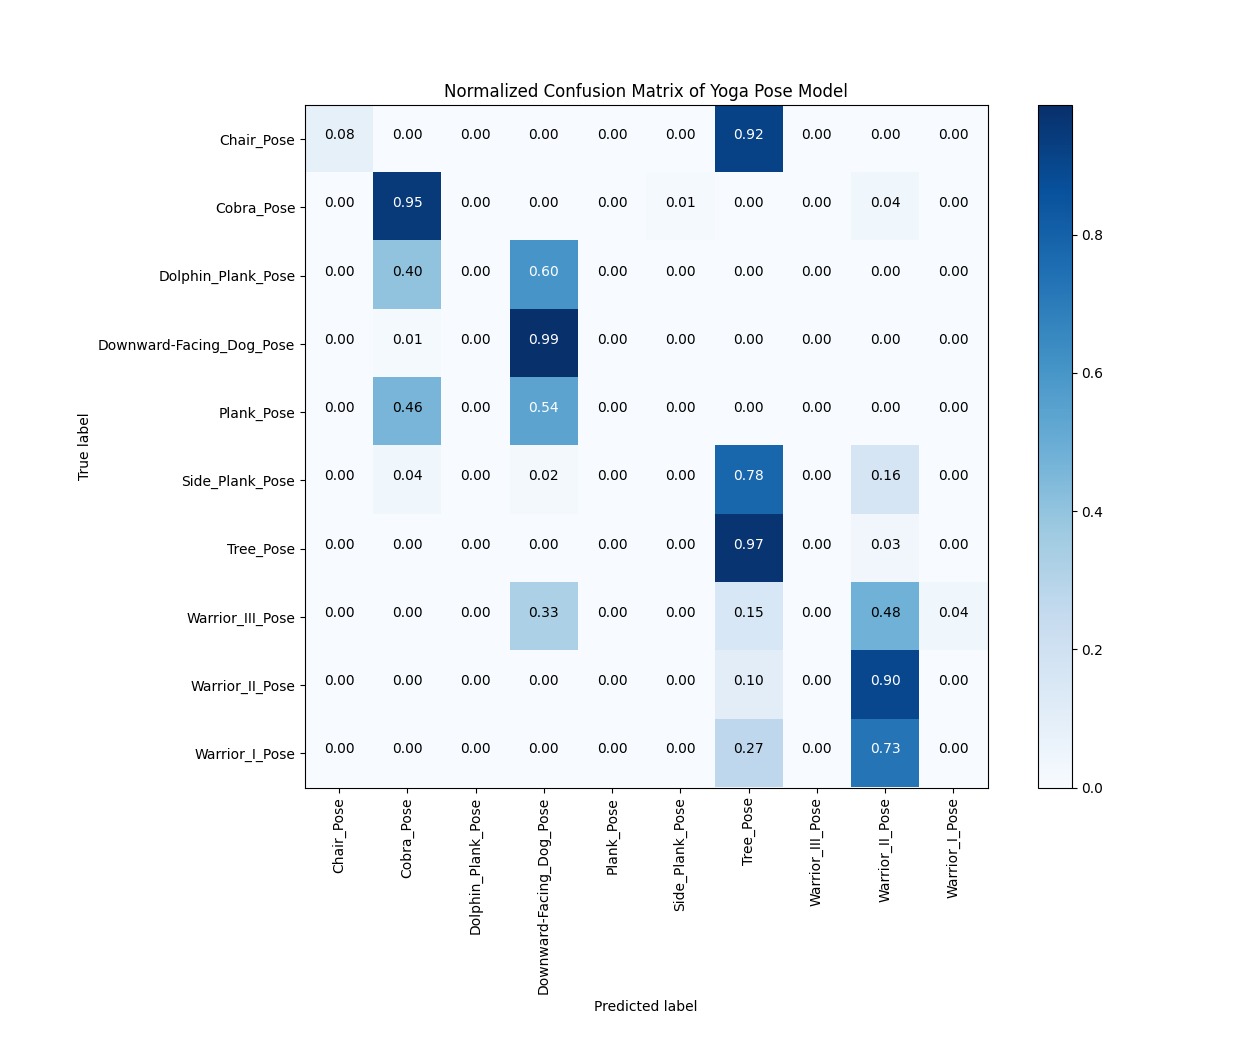 Normalized Confusion Matrix of Yoga Pose Model
Chair_Pose 0.08 0.00 0.00 0.00 0.00 0.00 0.92 0.00 0.00 0.00
Cobra_Pose 0.00 0.95 0.00 0.00 0.00 0.01 0.00 0.00 0.04 0.00
Dolphin_Plank_Pose 0.00 0.40 0.00 0.60 0.00 0.00 0.00 0.00 0.00 0.00
Downward-Facing_Dog_Pose 0.00 0.01 0.00 0.99 0.00 0.00 0.00 0.00 0.00 0.00
Plank_Pose 0.00 0.46 0.00 0.54 0.00 0.00 0.00 0.00 0.00 0.00
Side_Plank_Pose 0.00 0.04 0.00 0.02 0.00 0.00 0.78 0.00 0.16 0.00
Tree_Pose 0.00 0.00 0.00 0.00 0.00 0.00 0.97 0.00 0.03 0.00
Warrior_III_Pose 0.00 0.00 0.00 0.33 0.00 0.00 0.15 0.00 0.48 0.04
Warrior_II_Pose 0.00 0.00 0.00 0.00 0.00 0.00 0.10 0.00 0.90 0.00
Warrior_I_Pose 0.00 0.00 0.00 0.00 0.00 0.00 0.27 0.00 0.73 0.00
True label
Chair_Pose
Cobra_Pose
Dolphin_Plank_Pose
Downward-Facing_Dog_Pose
Plank_Pose
Side_Plank_Pose
Tree_Pose
Warrior_III_Pose
Warrior_II_Pose
Warrior_I_Pose
Predicted label
0.8
0.6
0.4
0.2
0.0